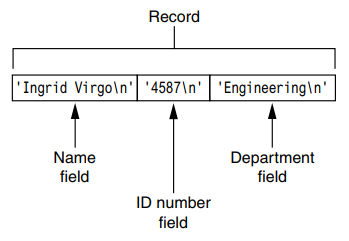 Record
'Ingrid Virgo\n' '4587\n' 'Engineering\n'
Name
field
ID number
field
Department
field